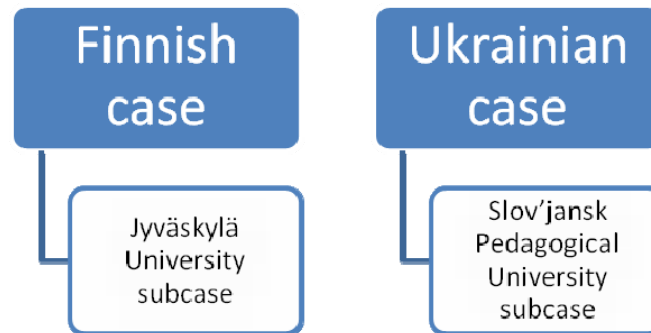 Finnish
case
Jyväskylä
University
subcase
Ukrainian
case
Slov'jansk
Pedagogical
University
subcase